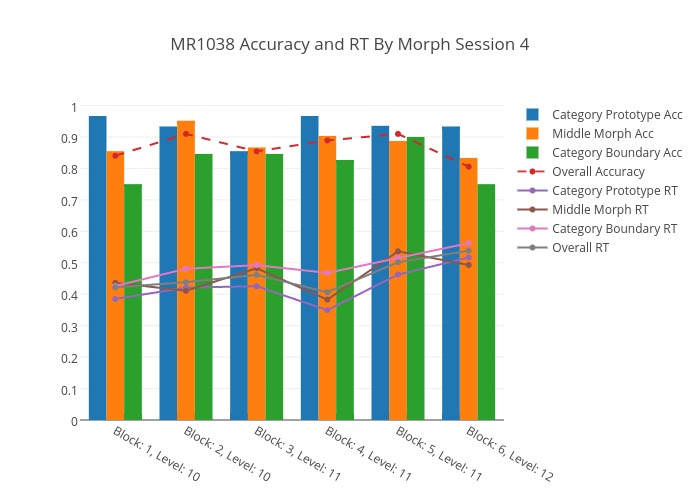 MR1038 Accuracy and RT By Morph Session 4
1
0.9
0.8
0.7
0.6
0.5
0.4
0.3
0.2
0.1
0
Block: 1, Level: 10
Block: 2, Level: 10
Block: 3, Level: 11
Block: 4, Level: 11
Block: 5, Level: 11
Block: 6, Level: 12
Category Prototype Acc
Middle Morph Acc
Category Boundary Acc
Overall Accuracy
Category Prototype RT
Middle Morph RT
Category Boundary RT
Overall RT